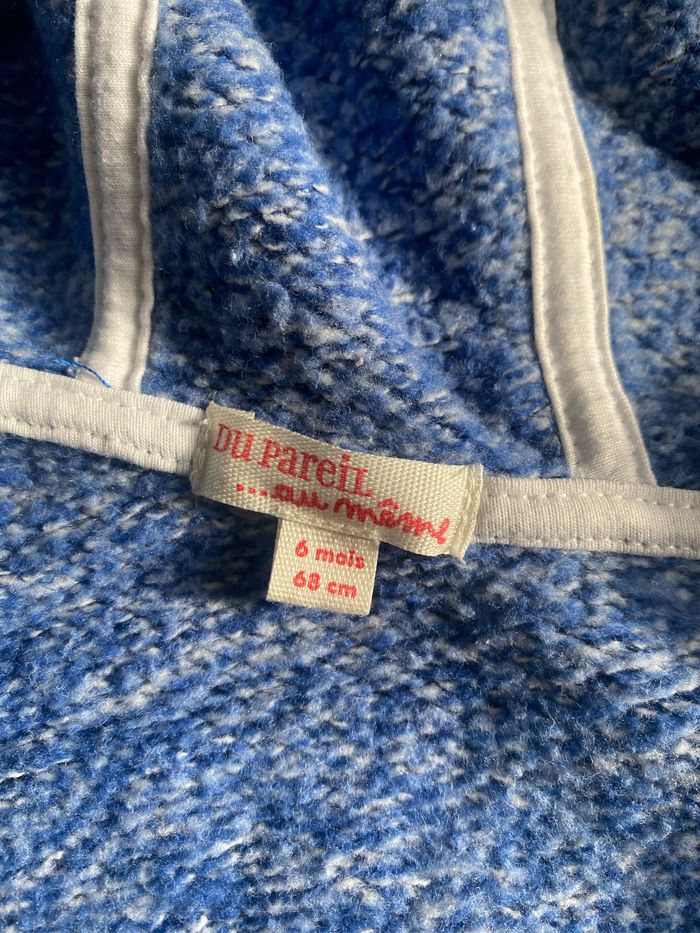 DU PareIL
...au même
6 mois
68 cm